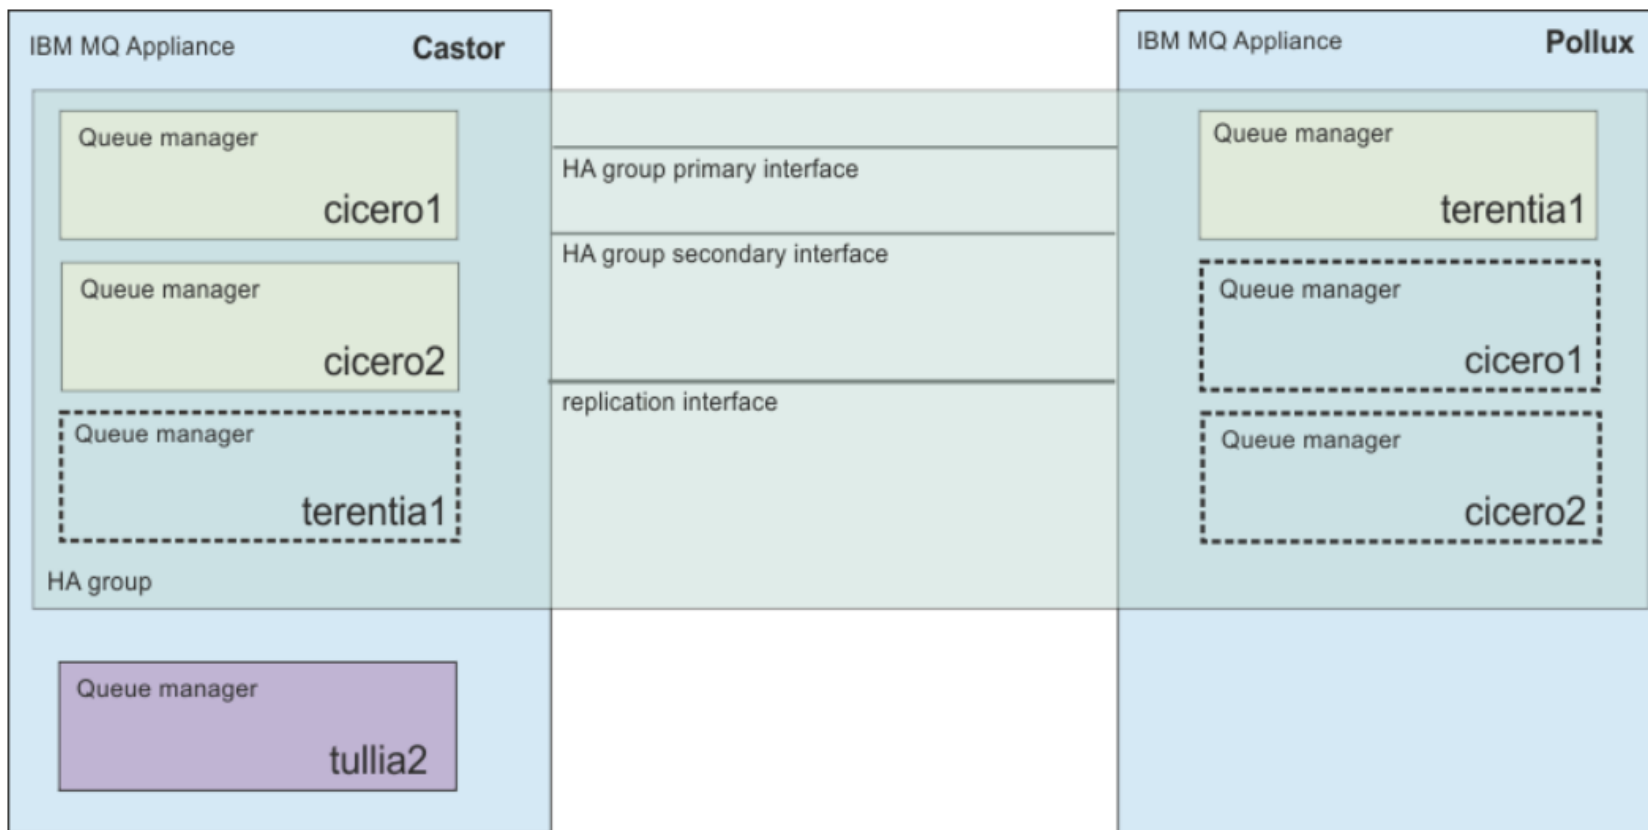 IBM MQ Appliance
Castor
Queue manager
cicero1
Queue manager
cicero2
Queue manager
terentia1
HA group
Queue manager
tullia2
HA group primary interface
HA group secondary interface
replication interface
IBM MQ Appliance
Pollux
Queue manager
terentia1
Queue manager
cicero1
Queue manager
cicero2